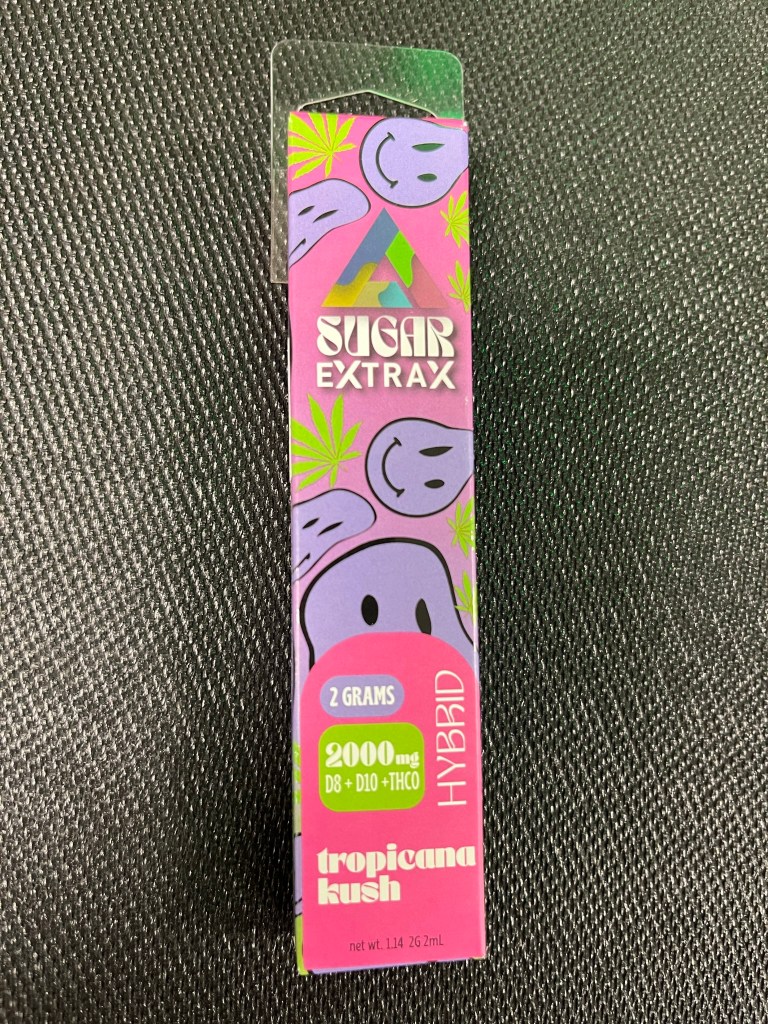 SUGAR
EXTRAX
2 GRAMS
2000mg
D8 + D10 +THCO
HYBRID
tropicana
kush
net wt. 1.14 2G 2mL